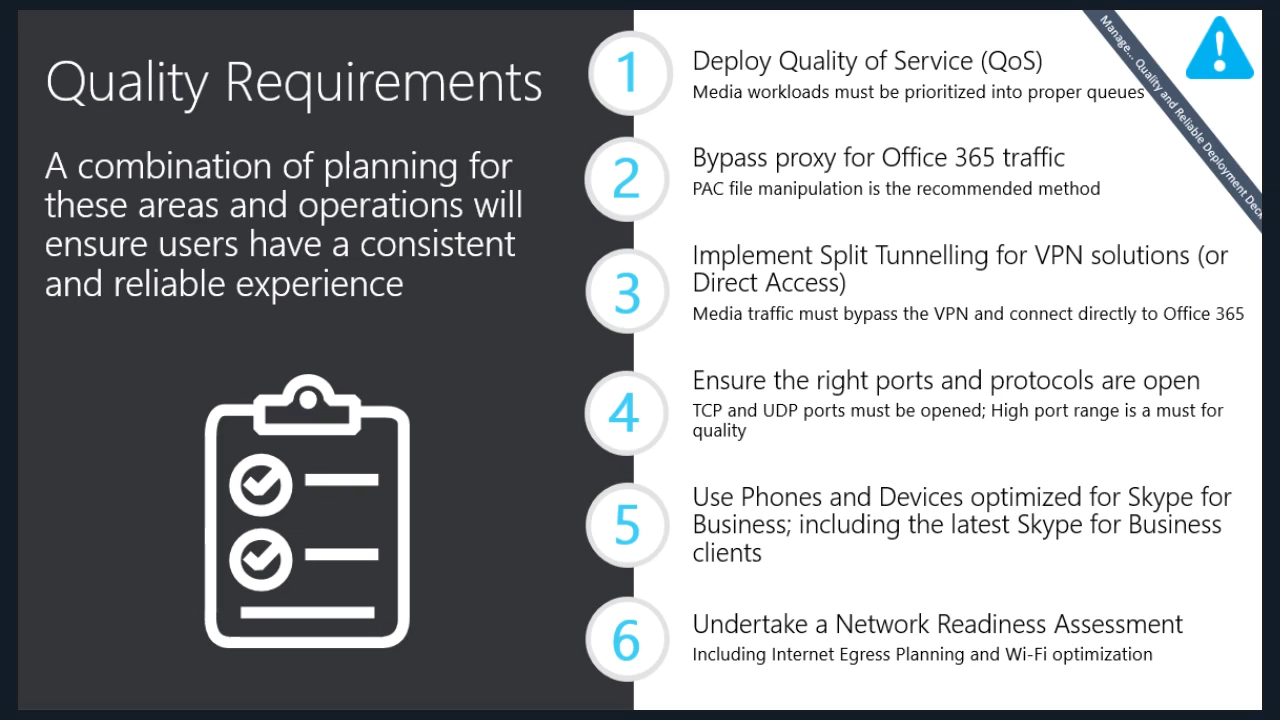 Quality Requirements
A combination of planning for
these areas and operations will
ensure users have a consistent
and reliable experience
1
Deploy Quality of Service (QoS)
Media workloads must be prioritized into proper queues
2
Bypass proxy for Office 365 traffic
PAC file manipulation is the recommended method
3
Implement Split Tunnelling for VPN solutions (or
Direct Access)
Media traffic must bypass the VPN and connect directly to Office 365
4
Ensure the right ports and protocols are open
TCP and UDP ports must be opened; High port range is a must for
quality
5
Use Phones and Devices optimized for Skype for
Business; including the latest Skype for Business
clients
6
Undertake a Network Readiness Assessment
Including Internet Egress Planning and Wi-Fi optimization
Manage... Quality and Reliable Deployment Deck
!